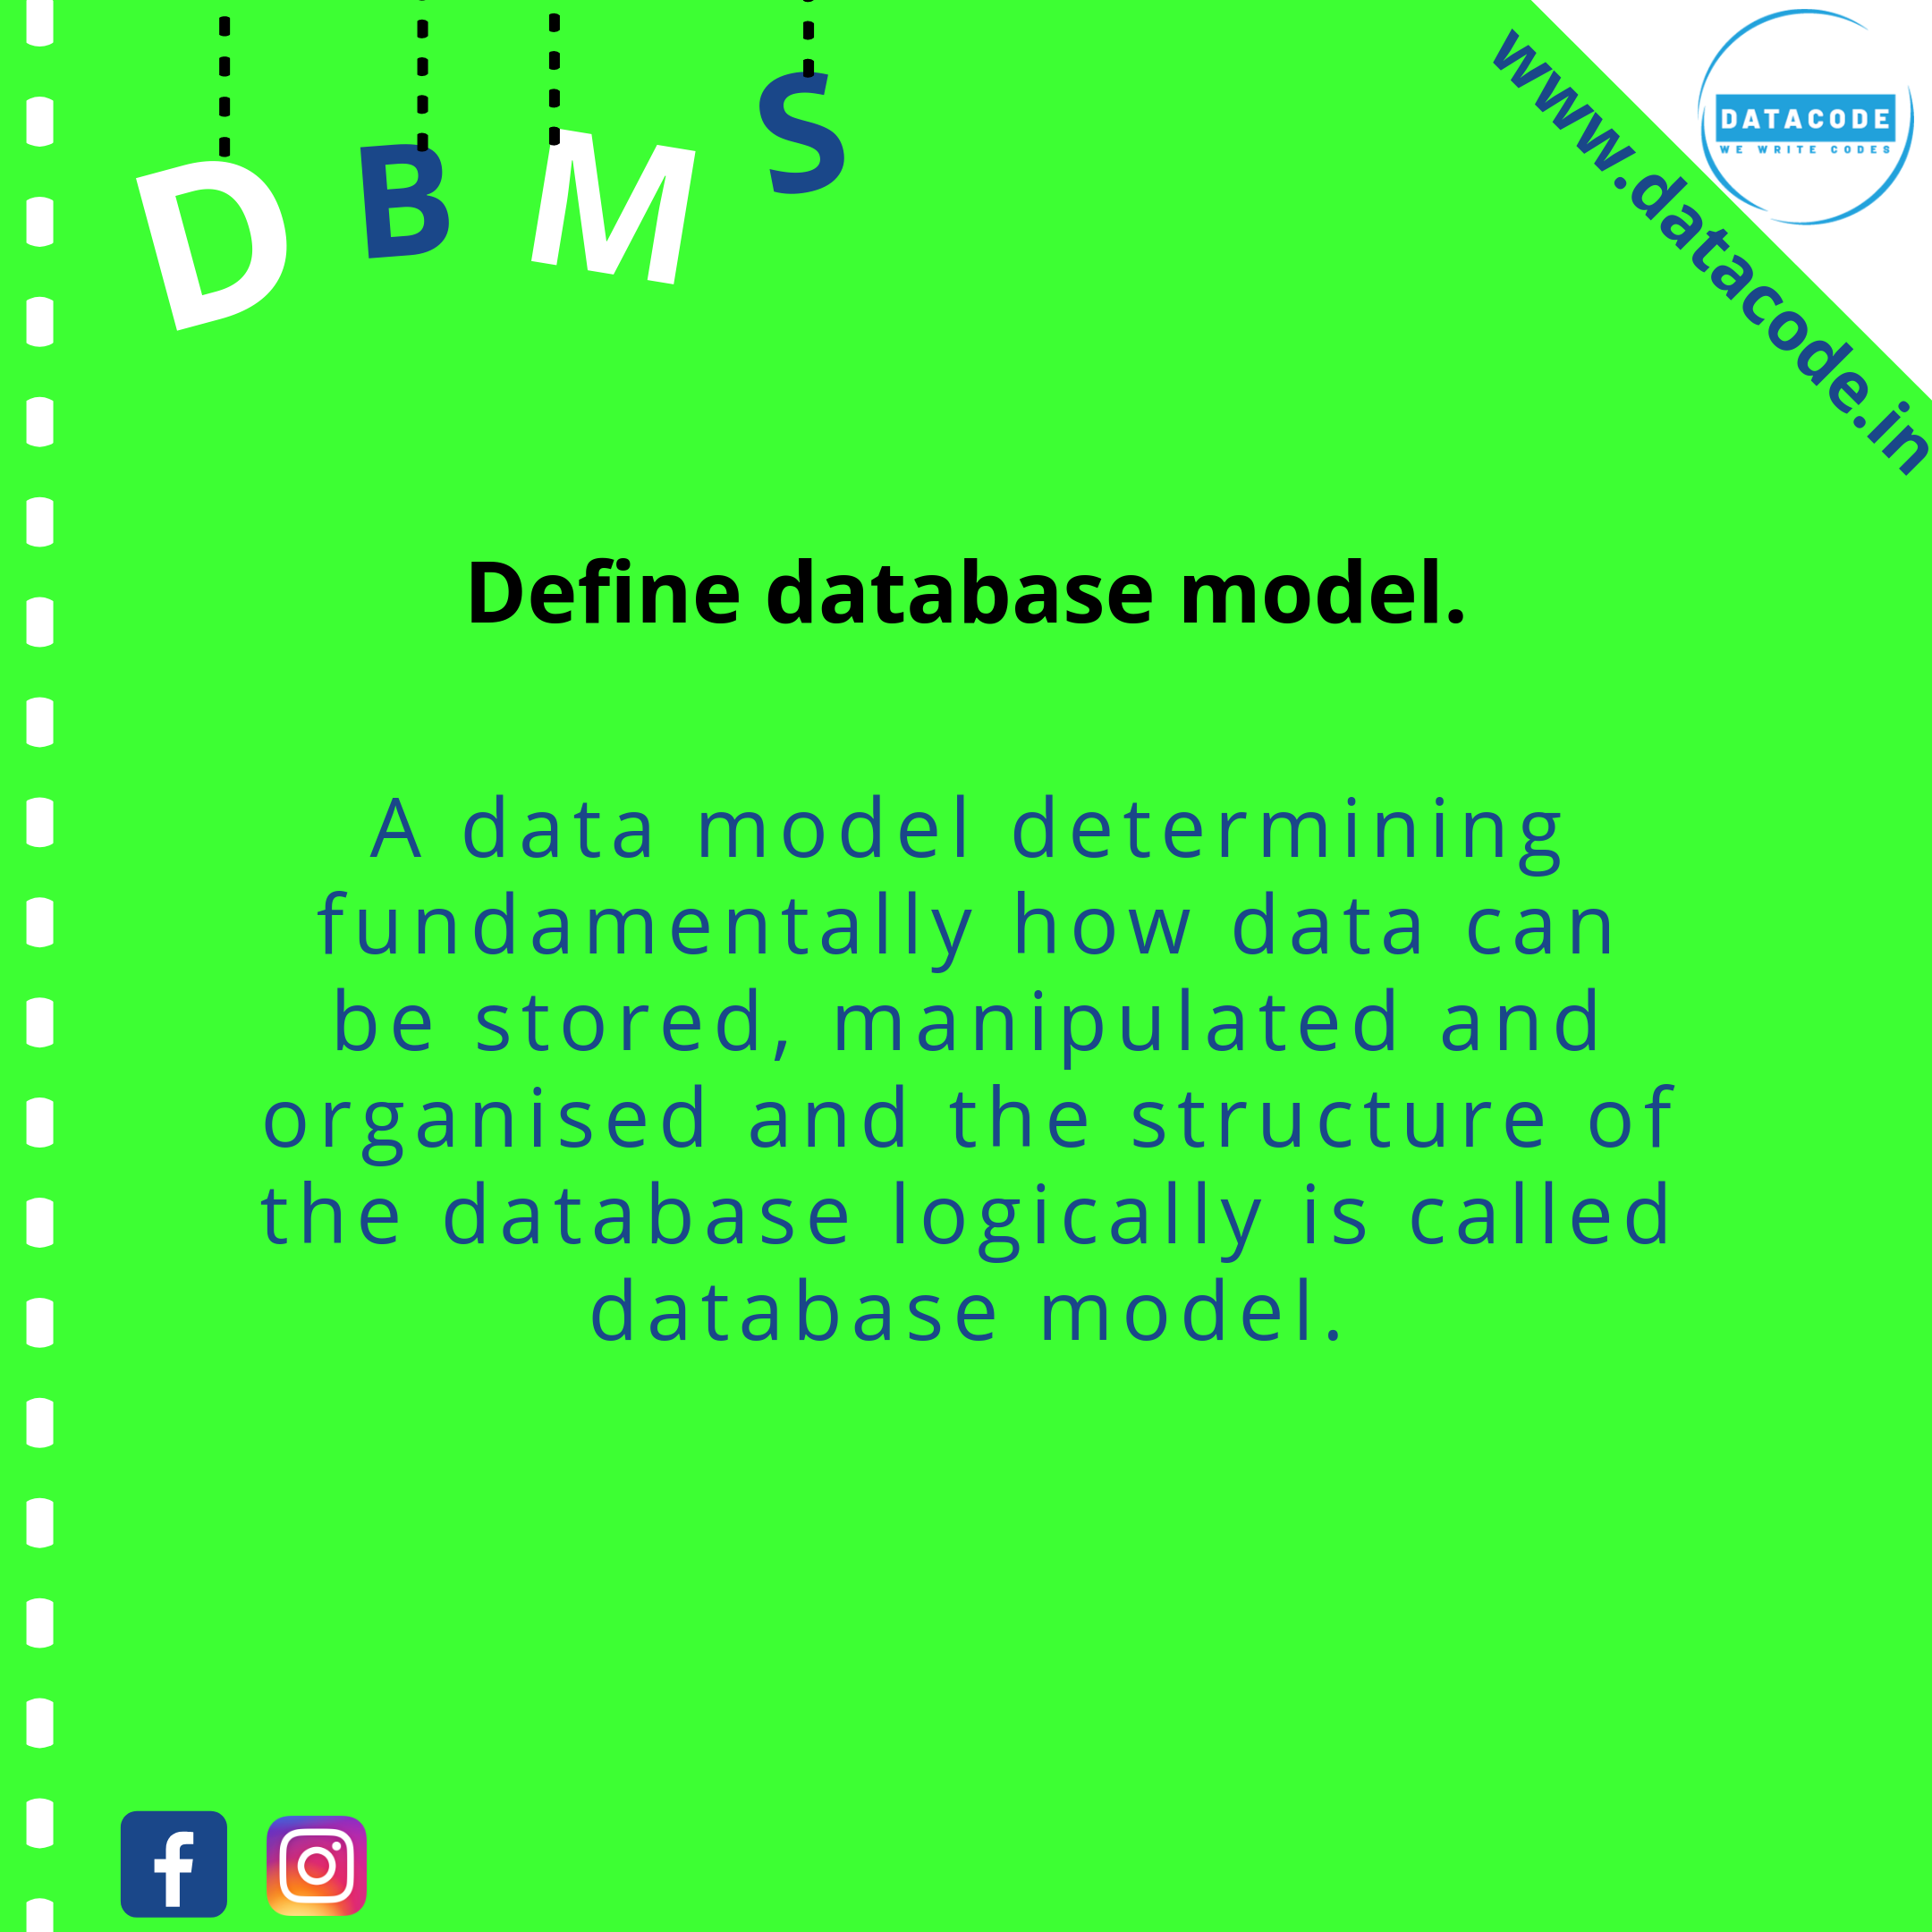 DBMS
www.datacode.in
DATACODE
WE WRITE CODES
Define database model.
A data model determining
fundamentally how data can
be stored, manipulated and
organised and the structure of
the database logically is called
database model.